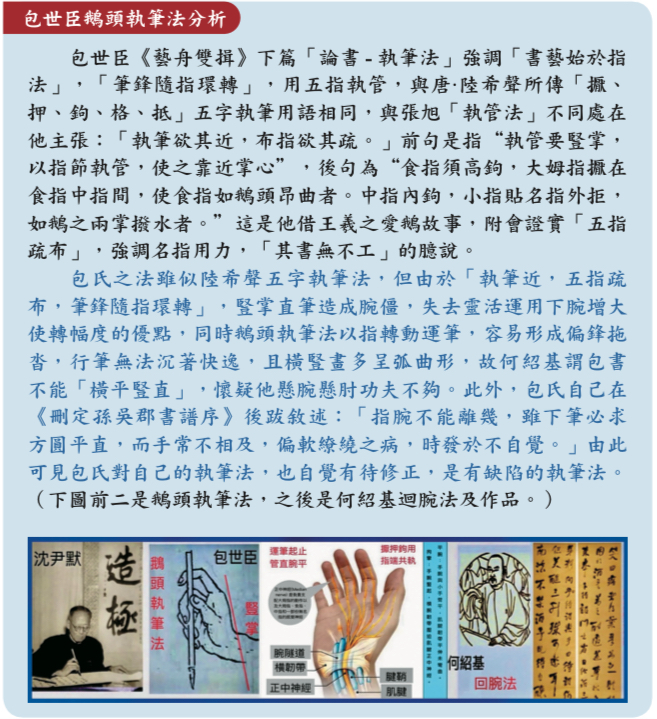 包世臣鵝頭執筆法分析
包世臣《藝舟雙揖》下篇「論書-執筆法」強調「書藝始於指
法」，「筆鋒隨指環轉」，用五指執管，與唐·陸希聲所傳「擫、
押、鉤、格、抵」五字執筆用語相同，與張旭「執管法」不同處在
他主張：「執筆欲其近，布指欲其疏。」前句是指“執管要豎掌，
以指節執管，使之靠近掌心”，後句為“食指須高鉤，大姆指擫在
食指中指間，使食指如鵝頭昂曲者。中指內鉤，小指貼名指外拒，
如鵝之兩掌撥水者。”這是他借王羲之愛鵝故事，附會證實「五指
疏布」，強調名指用力，「其書無不工」的臆說。
包氏之法雖似陸希聲五字執筆法，但由於「執筆近，五指疏
布，筆鋒隨指環轉」，豎掌直筆造成腕僵，失去靈活運用下腕增大
使轉幅度的優點，同時鵝頭執筆法以指轉動運筆，容易形成偏鋒拖
沓，行筆無法沉著快逸，且橫豎畫多呈弧曲形，故何紹基謂包書
不能「橫平豎直」，懷疑他懸腕懸肘功夫不夠。此外，包氏自己在
《刪定孫吳郡書譜序》後跋敘述：「指腕不能離幾，雖下筆必求
方圓平直，而手常不相及，偏軟繚繞之病，時發於不自覺。」由此
可見包氏對自己的執筆法，也自覺有待修正，是有缺陷的執筆法。
（下圖前二是鵝頭執筆法，之後是何紹基迴腕法及作品。）
沈尹默
造極
鵝頭執筆法
包世臣
豎掌
運筆起止
管直腕平
擫押鉤用
指端共執
腕隧道
橫韌帶
正中神經
腱鞘
肌腱
何紹基
回腕法